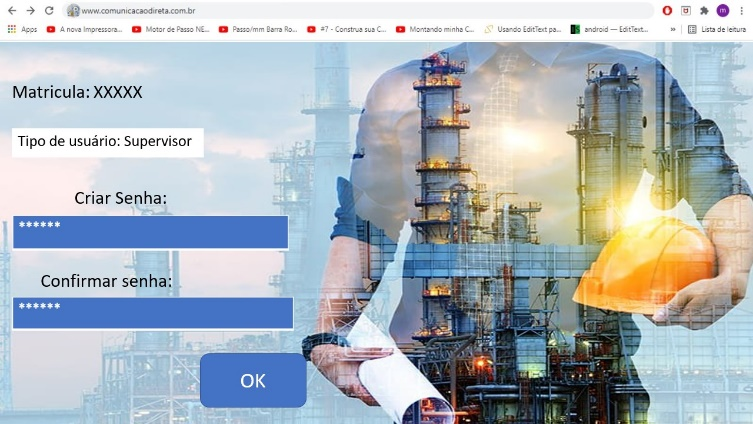 www.comunicacaodireta.com.br
Apps A nova Impressora... Motor de Passo NE... Passo/mm Barra Ro... #7 - Construa sua C... Montando minha C... Usando EditText pa... android — EditText... » Lista de leitura
Matricula: XXXXX
Tipo de usuário: Supervisor
Criar Senha:
******
Confirmar senha:
******
OK